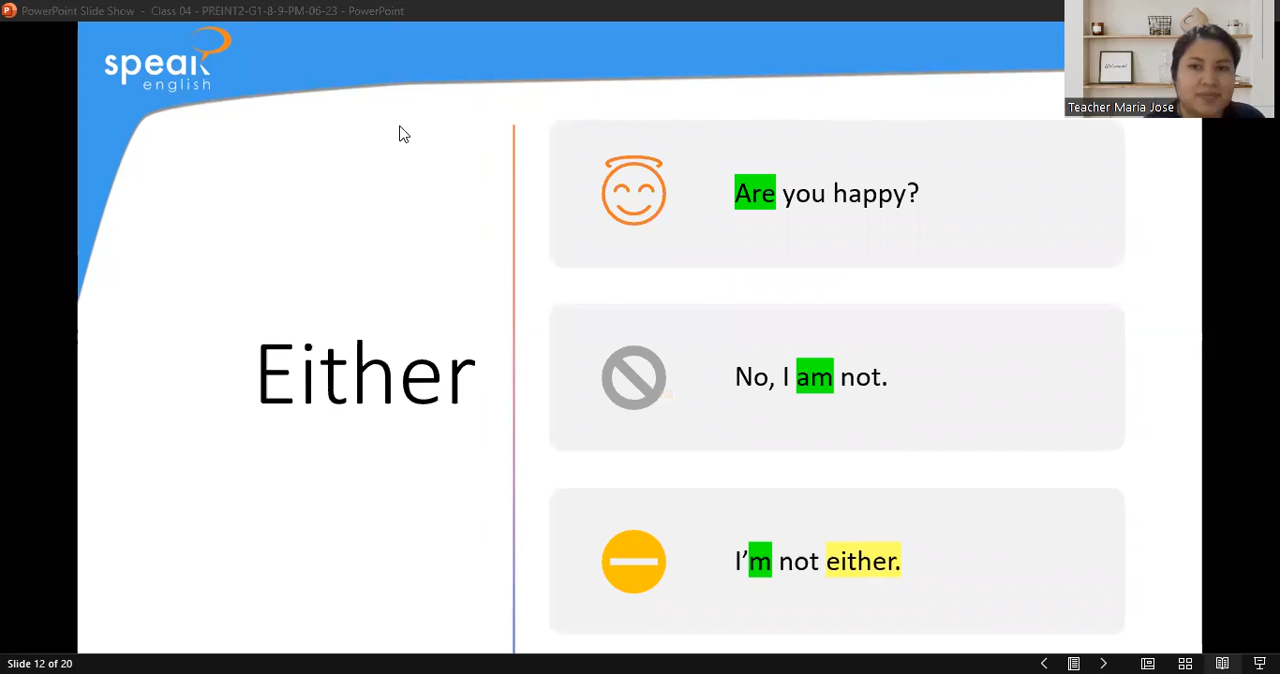 PowerPoint Slide Show - Class 04 - PREINT2-G1-8-9-PM-06-23 - PowerPoint
speak
english
Teacher Maria Jose
Are you happy?
Either
No, I am not.
I'm not either.
Slide 12 of 20